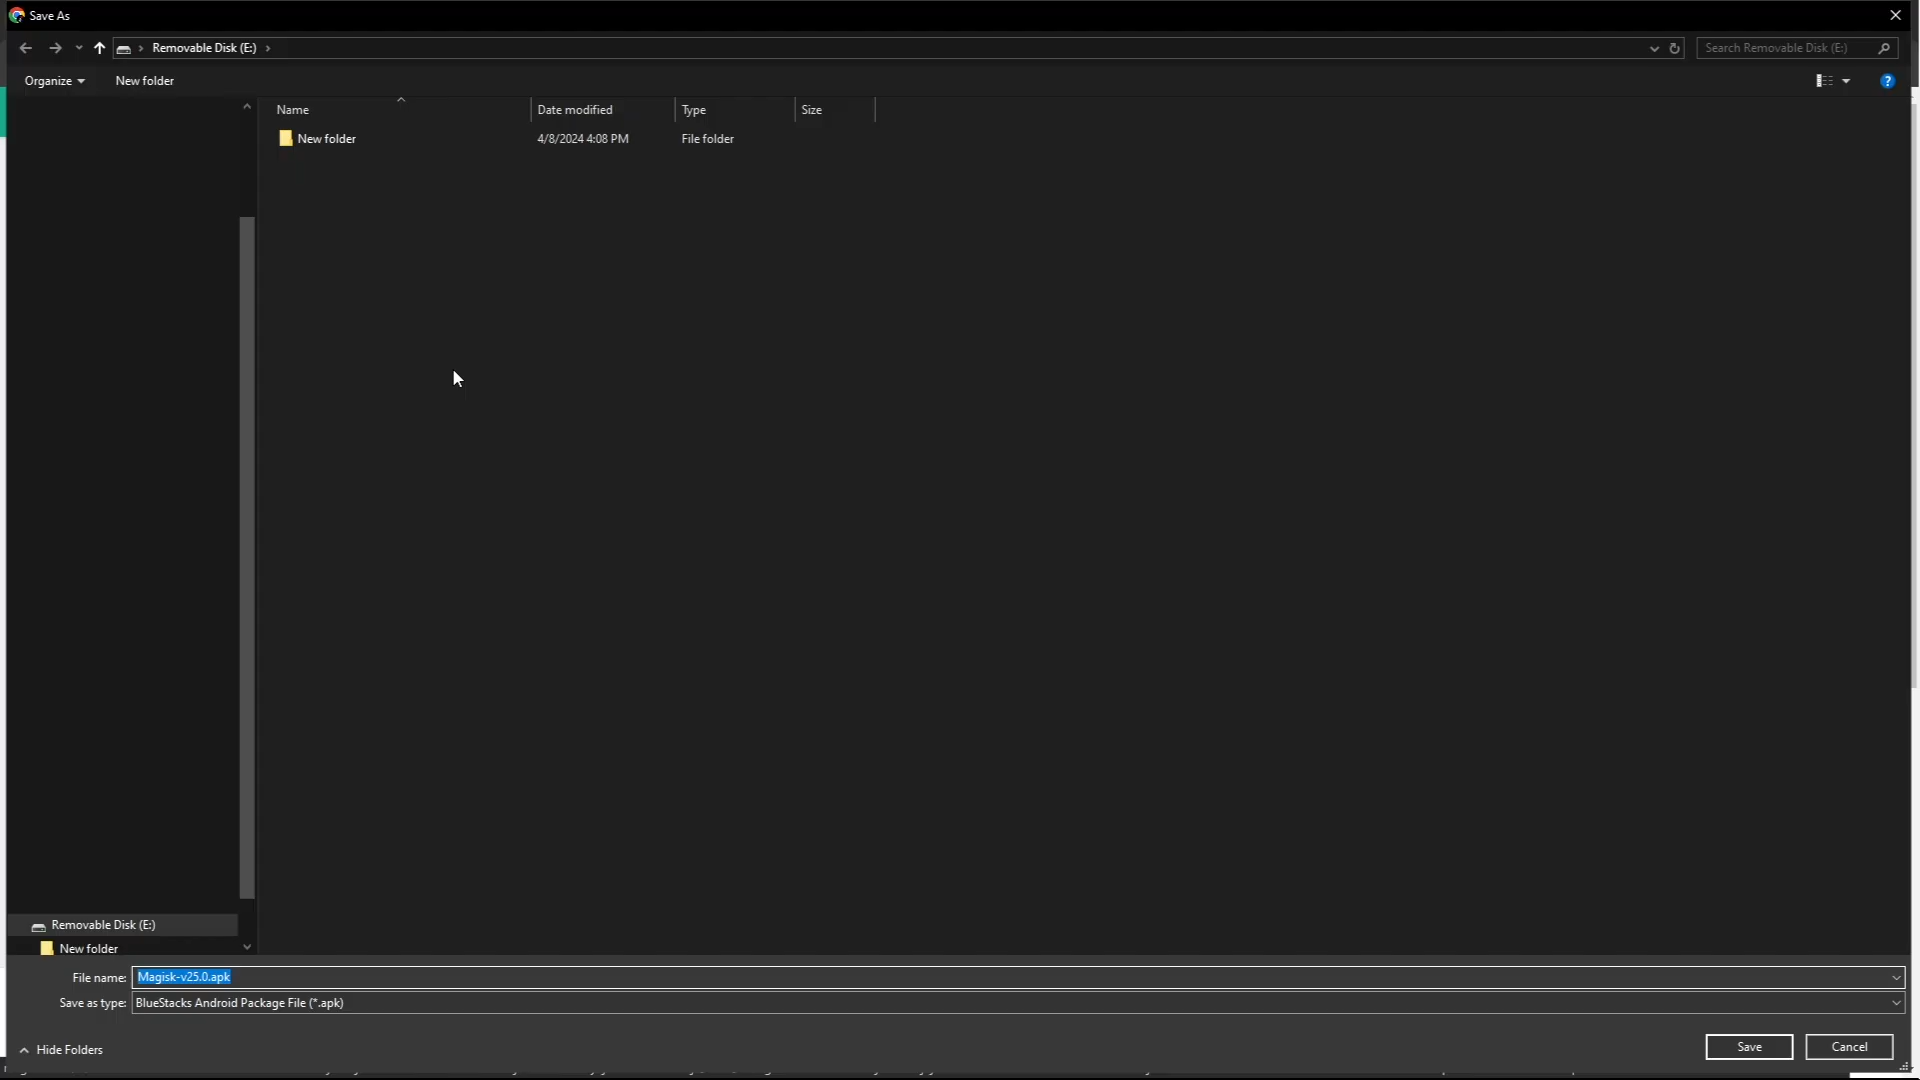 Save As
Removable Disk (E:)
Search Removable Disk (E:)
Organize
New folder
?
Name
Date modified
Type
Size
New folder
4/8/2024 4:08 PM
File folder
Removable Disk (E:)
New folder
File name:
Magisk-v25.0.apk
Save as type:
BlueStacks Android Package File (*.apk)
Hide Folders
Save
Cancel